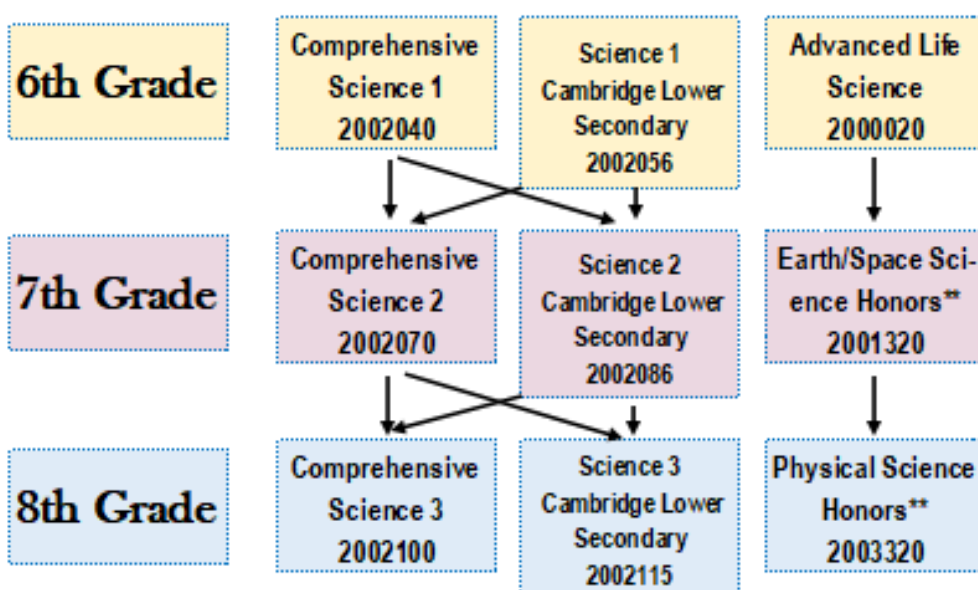 6th Grade
Comprehensive
Science 1
2002040
Science 1
Cambridge Lower
Secondary
2002056
Advanced Life
Science
2000020
7th Grade
Comprehensive
Science 2
2002070
Science 2
Cambridge Lower
Secondary
2002086
Earth/Space Sci-
ence Honors**
2001320
8th Grade
Comprehensive
Science 3
2002100
Science 3
Cambridge Lower
Secondary
2002115
Physical Science
Honors**
2003320